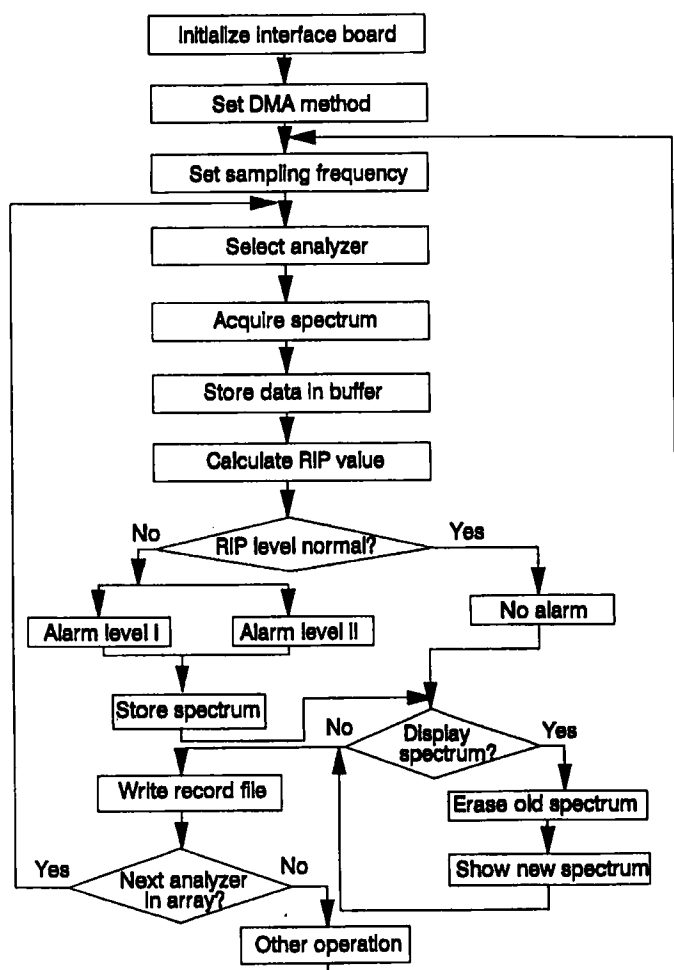 Initialize interface board
Set DMA method
Set sampling frequency
Select analyzer
Acquire spectrum
Store data in buffer
Calculate RIP value
No
RIP level normal?
Yes
Alarm level I
Alarm level II
No alarm
Store spectrum
No
Display
spectrum?
Yes
Write record file
Erase old spectrum
Yes
Next analyzer
in array?
No
Show new spectrum
Other operation